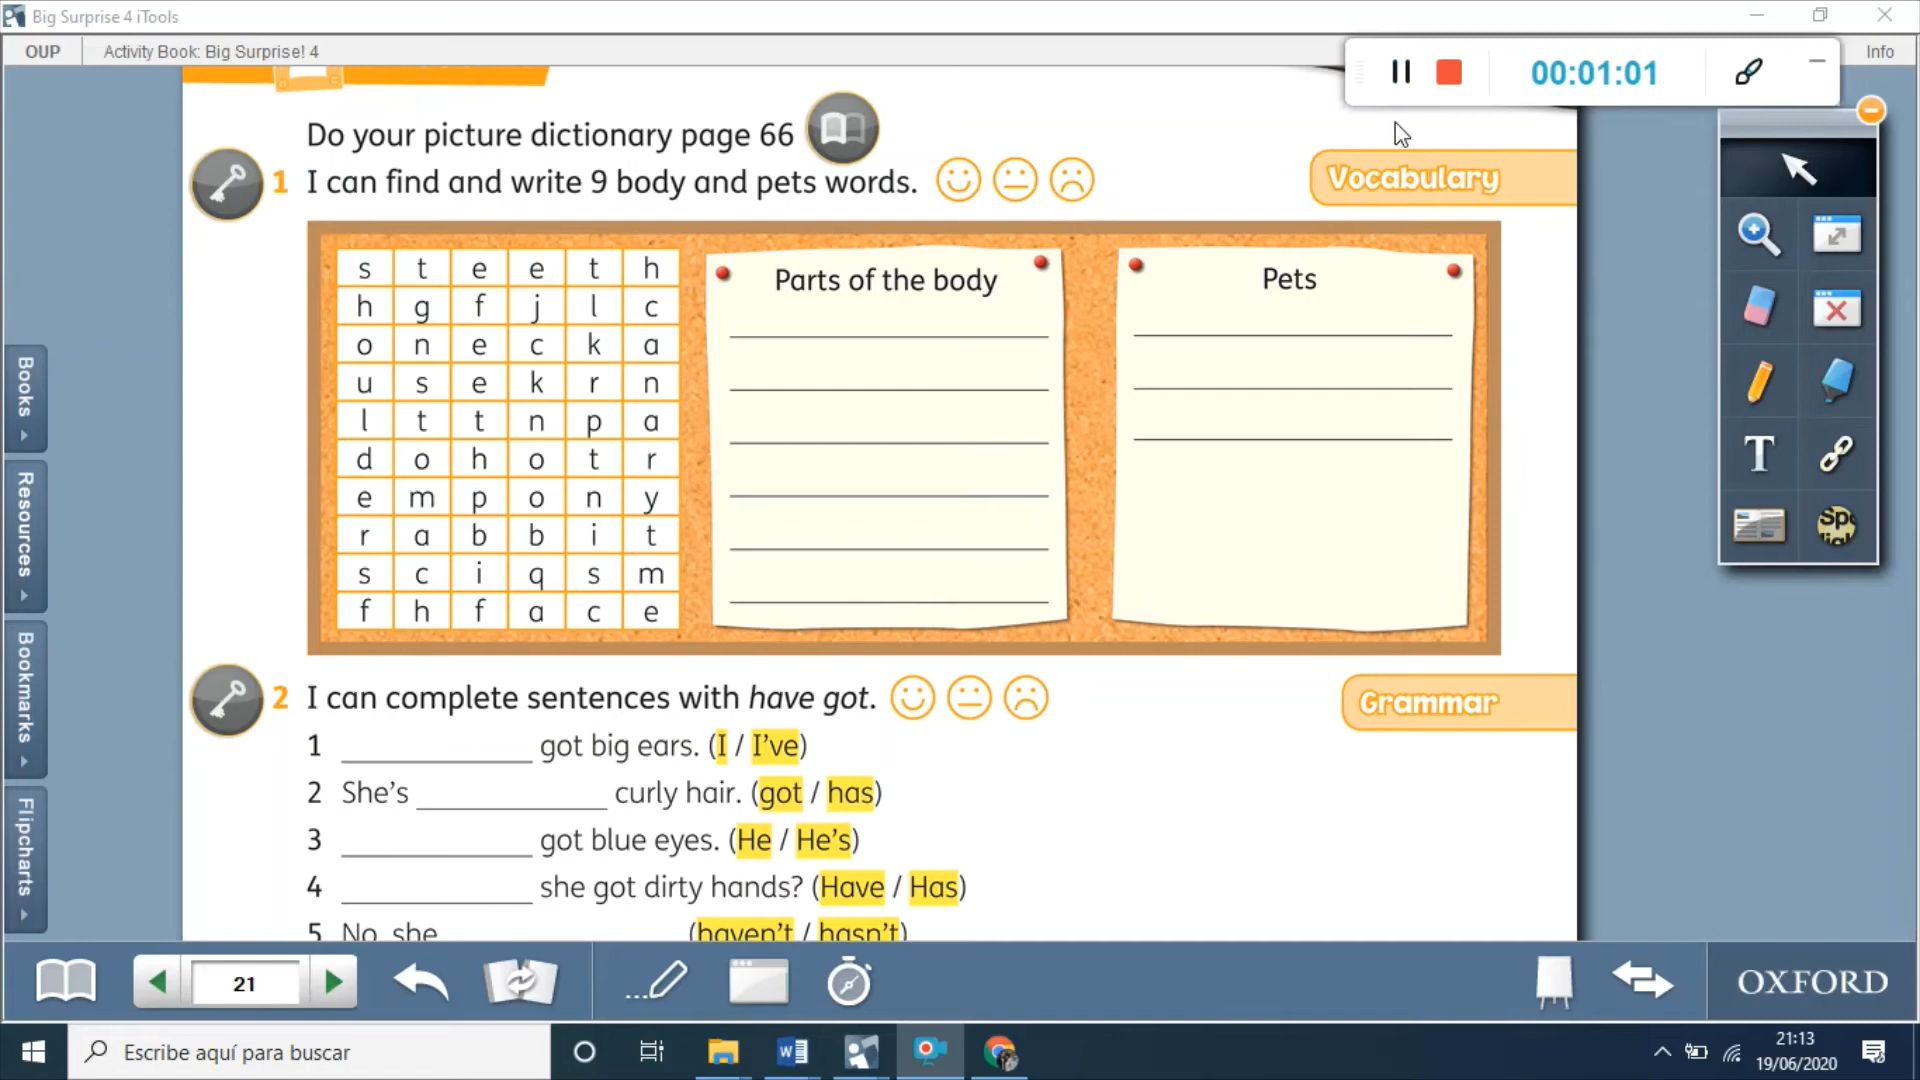 Big Surprise 4 iTools
OUP Activity Book: Big Surprise! 4 Info
00:01:01
Do your picture dictionary page 66
1 I can find and write 9 body and pets words.
Vocabulary
s t e e t h
h g f j l c
o n e c k a
u s e k r n
l t t n p a
d o h o t r
e m p o n y
r a b b i t
s c i q s m
f h f a c e
Parts of the body
Pets
2 I can complete sentences with have got.
Grammar
1 ____________ got big ears. (I / I've)
2 She's ____________ curly hair. (got / has)
3 ____________ got blue eyes. (He / He's)
4 ____________ she got dirty hands? (Have / Has)
5 No, she (haven't / hasn't)
Books
Resources
Bookmarks
Flipcharts
T
21
OXFORD
Escribe aquí para buscar
21:13
19/06/2020